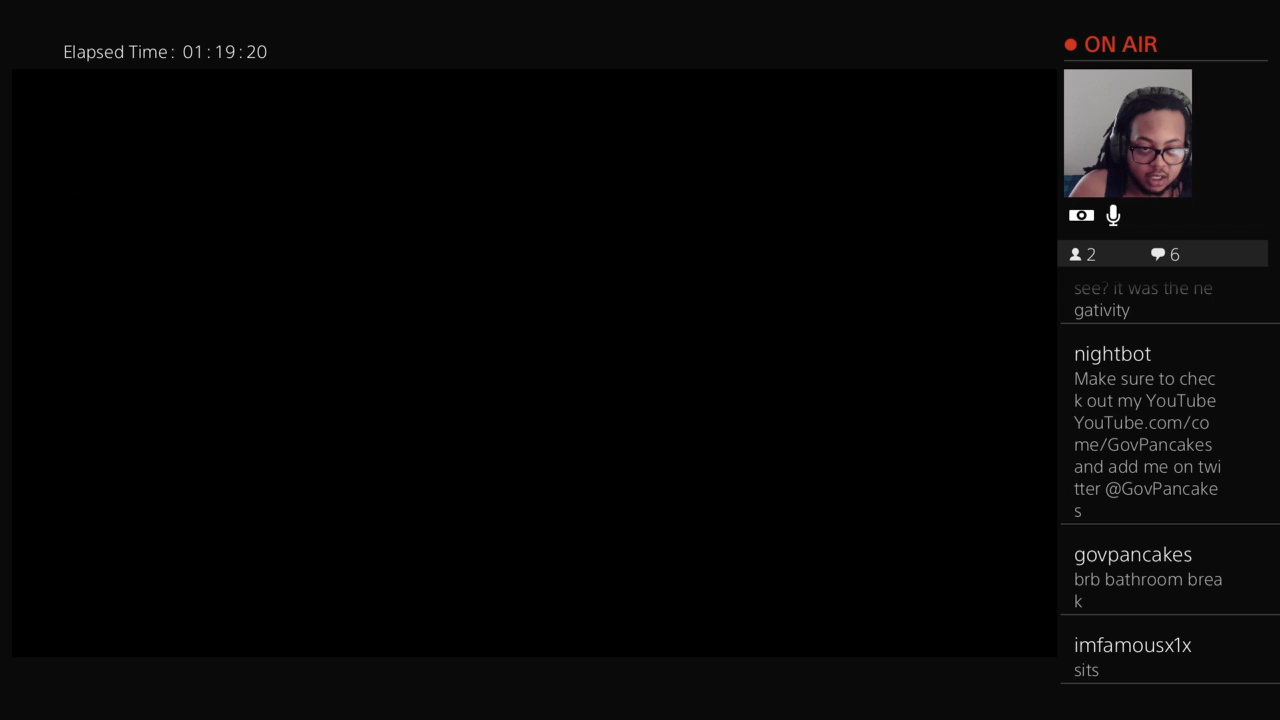 Elapsed Time: 01:19:20
ON AIR
2 6
see? it was the ne
gativity
nightbot
Make sure to chec
k out my YouTube
YouTube.com/co
me/GovPancakes
and add me on twi
tter @GovPancake
s
govpancakes
brb bathroom brea
k
imfamousx1x
sits